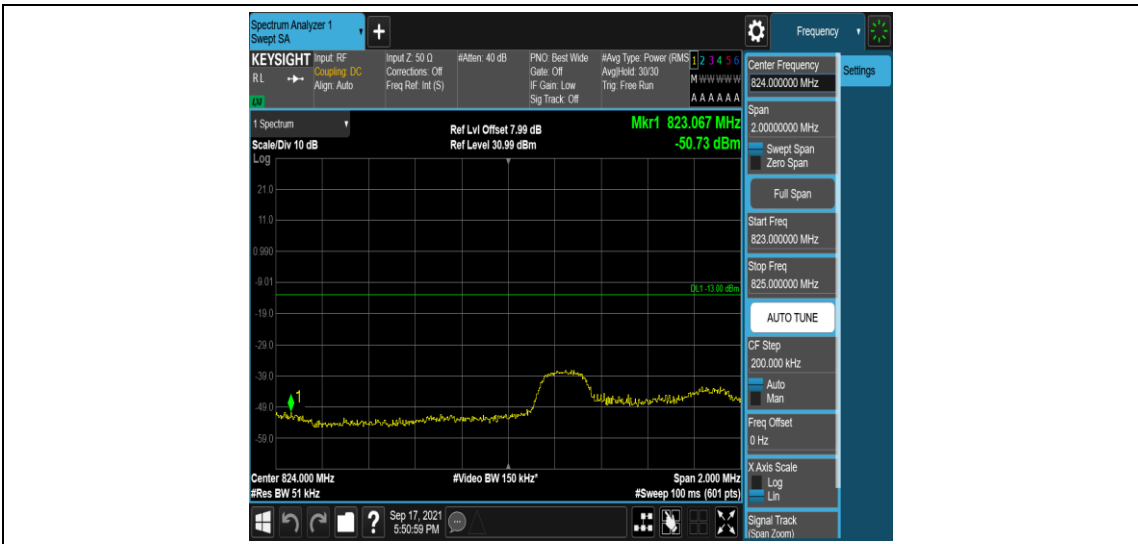 Spectrum Analyzer 1
Swept SA
+
Frequency
KEYSIGHT
Input: RF
Input Z: 50 Ω
#Atten: 40 dB
PNO: Best Wide
#Avg Type: Power (RMS
1 2 3 4 5 6
R L
Coupling: DC
Corrections: Off
Gate: Off
Avg|Hold: 30/30
M W W W W W
Align: Auto
Freq Ref: Int (S)
IF Gain: Low
Trig: Free Run
Sig Track: Off
A A A A A A
LXI
Center Frequency
824.000000 MHz
Settings
1 Spectrum
Ref Lvl Offset 7.99 dB
Mkr1 823.067 MHz
Scale/Div 10 dB
Ref Level 30.99 dBm
-50.73 dBm
Log
21.0
11.0
0.990
-9.01
DL1 -13.00 dBm
-19.0
-29.0
-39.0
1
-49.0
-59.0
Center 824.000 MHz
#Video BW 150 kHz*
Span 2.000 MHz
#Res BW 51 kHz
#Sweep 100 ms (601 pts)
Span
2.00000000 MHz
Swept Span
Zero Span
Full Span
Start Freq
823.000000 MHz
Stop Freq
825.000000 MHz
AUTO TUNE
CF Step
200.000 kHz
Auto
Man
Freq Offset
0 Hz
X Axis Scale
Log
Lin
Signal Track
(Span Zoom)
?
Sep 17, 2021
5:50:59 PM